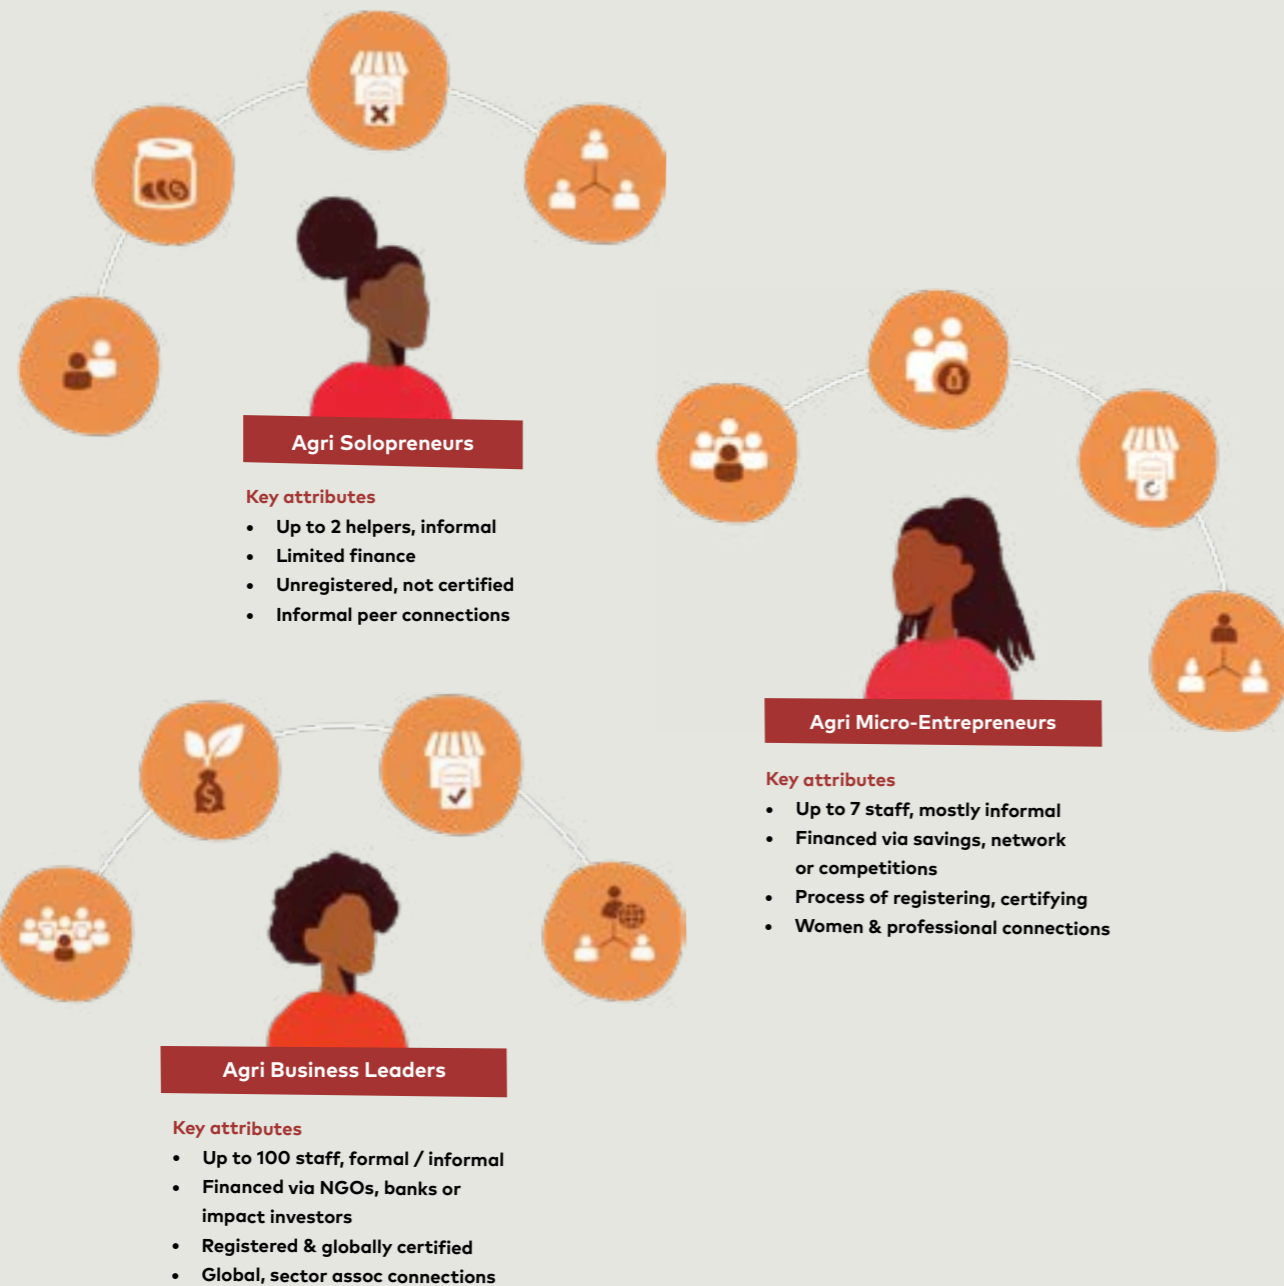 Agri Solopreneurs
Key attributes
• Up to 2 helpers, informal
• Limited finance
• Unregistered, not certified
• Informal peer connections
Agri Micro-Entrepreneurs
Key attributes
• Up to 7 staff, mostly informal
• Financed via savings, network
or competitions
• Process of registering, certifying
• Women & professional connections
Agri Business Leaders
Key attributes
• Up to 100 staff, formal / informal
• Financed via NGOs, banks or
impact investors
• Registered & globally certified
• Global, sector assoc connections